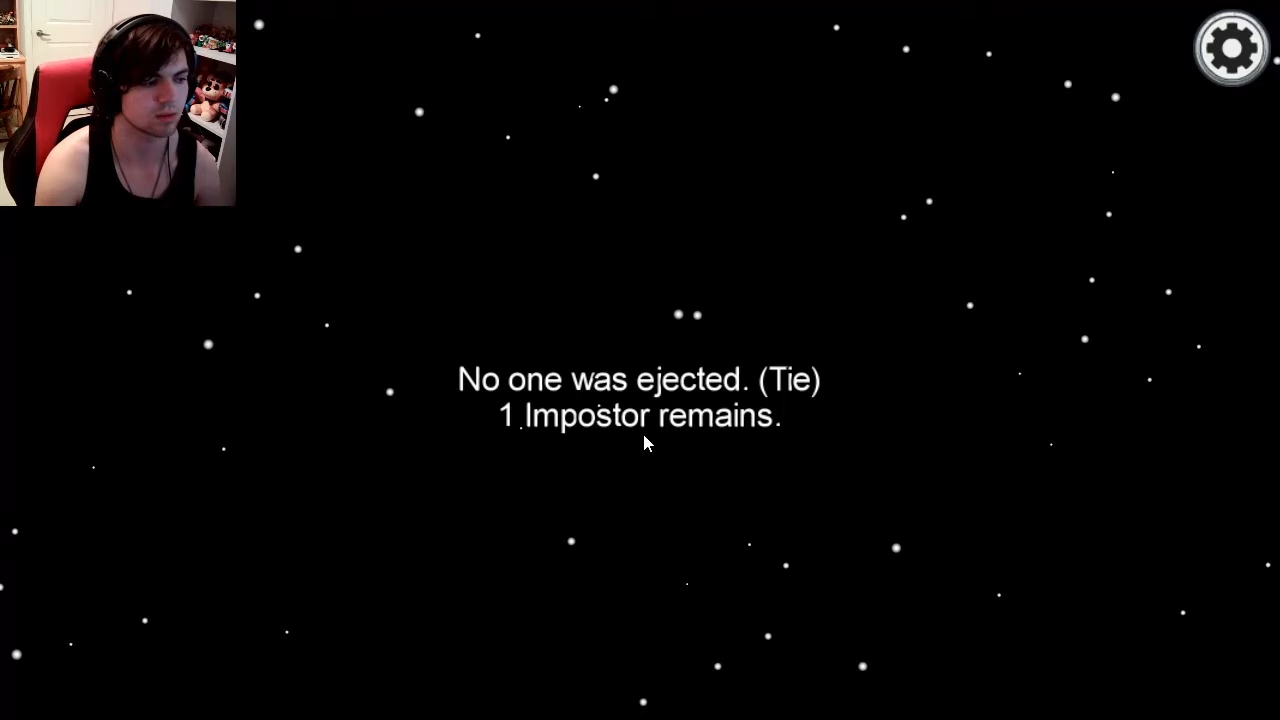 No one was ejected. (Tie)
1 Impostor remains.